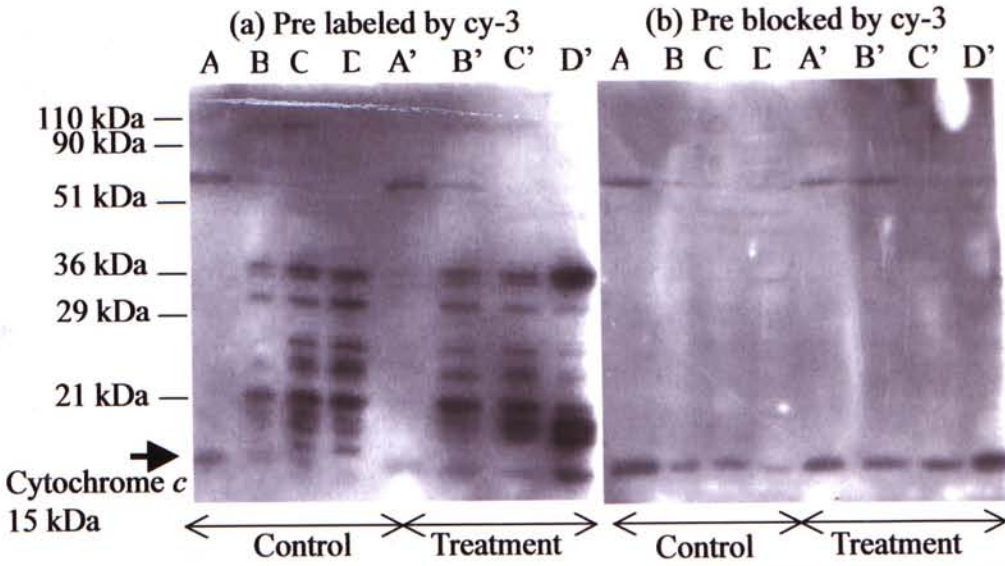 (a) Pre labeled by cy-3
(b) Pre blocked by cy-3
A B C E A’ B’ C’ D’
A B C E A’ B’ C’ D’
110 kDa
90 kDa
51 kDa
36 kDa
29 kDa
21 kDa
Cytochrome c
15 kDa
Control Treatment
Control Treatment